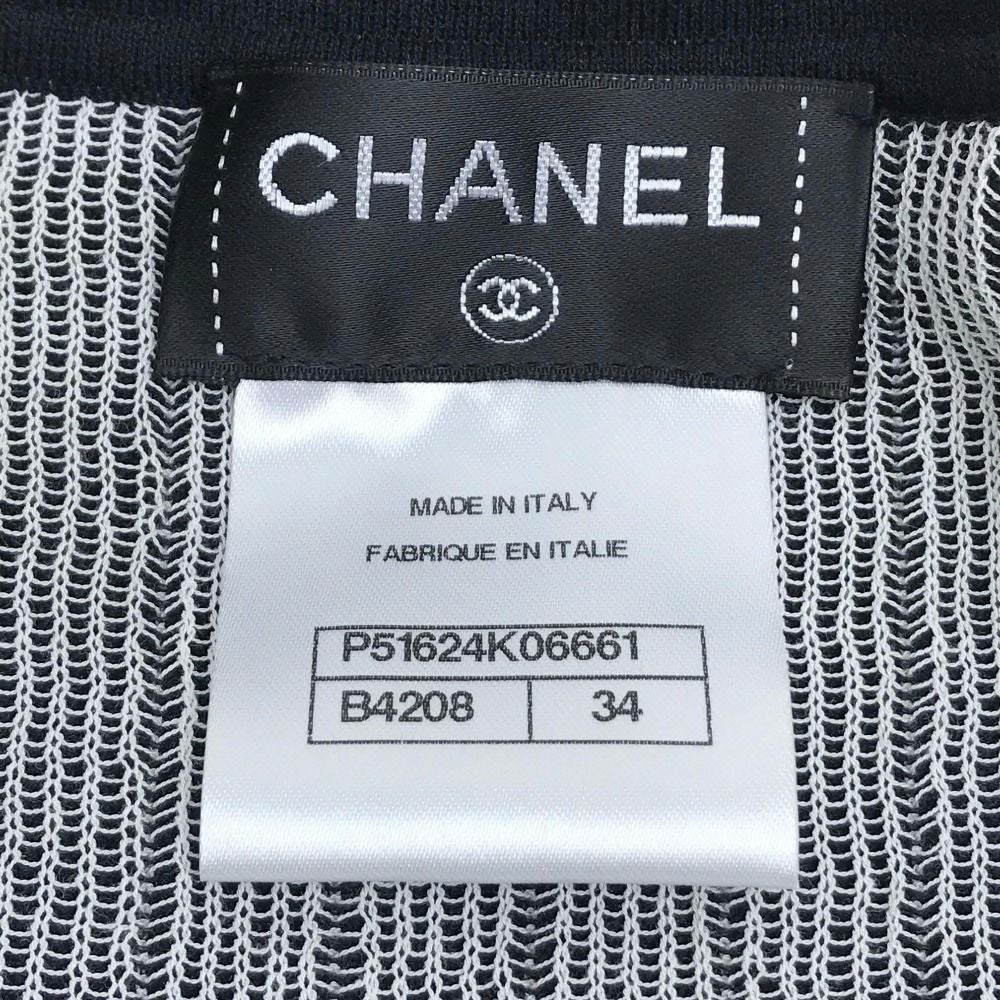 CHANEL
MADE IN ITALY
FABRIQUE EN ITALIE
P51624K06661
B4208 34